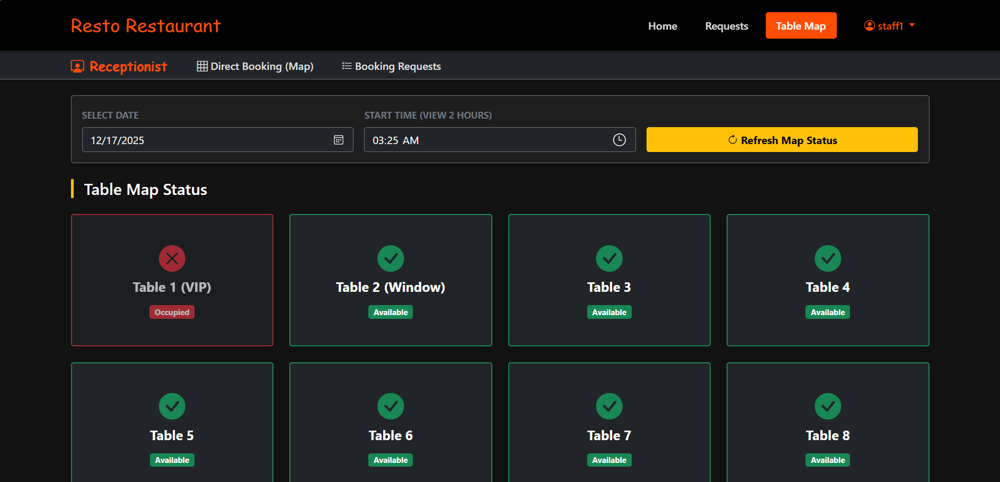 Resto Restaurant
Home Requests Table Map staff1
Receptionist Direct Booking (Map) Booking Requests
SELECT DATE START TIME (VIEW 2 HOURS)
12/17/2025 03:25 AM Refresh Map Status
Table Map Status
Table 1 (VIP) Table 2 (Window) Table 3 Table 4
Occupied Available Available Available
Table 5 Table 6 Table 7 Table 8
Available Available Available Available